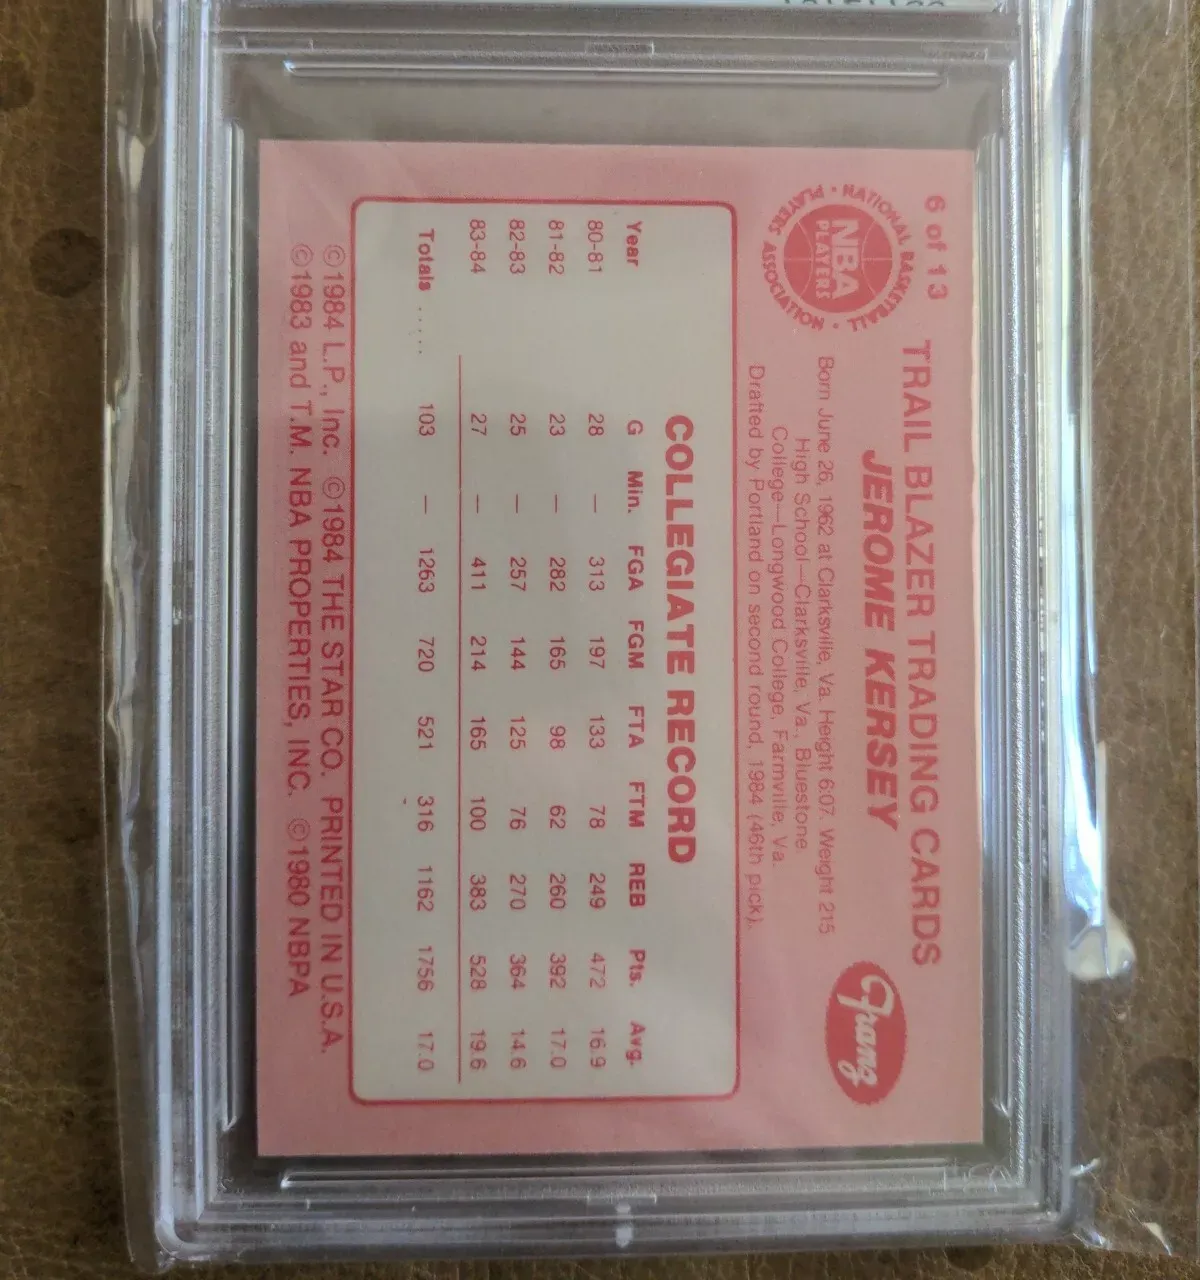 6 of 13
TRAIL BLAZER TRADING CARDS
JEROME KERSEY
NATIONAL BASKETBALL PLAYERS ASSOCIATION
NBA
PLAYERS
Franz
Born June 26, 1962 at Clarksville, Va. Height 6:07. Weight 215
High School—Clarksville, Va., Bluestone
College—Longwood College, Farmville, Va.
Drafted by Portland on second round, 1984 (46th pick).
COLLEGIATE RECORD
Year G Min. FGA FGM FTA FTM REB Pts. Avg.
80-81 28 — 313 197 133 78 249 472 16.9
81-82 23 — 282 165 98 62 260 392 17.0
82-83 25 — 257 144 125 76 270 364 14.6
83-84 27 — 411 214 165 100 383 528 19.6
Totals ..... 103 — 1263 720 521 316 1162 1756 17.0
©1984 L.P., Inc. ©1984 THE STAR CO. PRINTED IN U.S.A.
©1983 and T.M. NBA PROPERTIES, INC. ©1980 NBPA